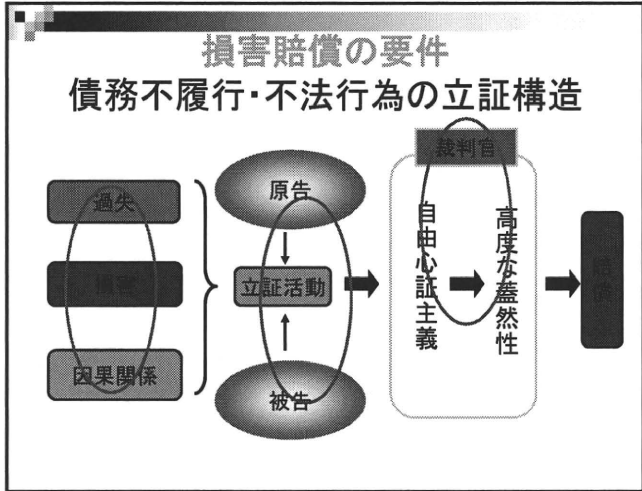 損害賠償の要件
債務不履行・不法行為の立証構造
過失
損害
因果関係
原告
立証活動
被告
裁判官
自由心証主義
高度な蓋然性
賠償